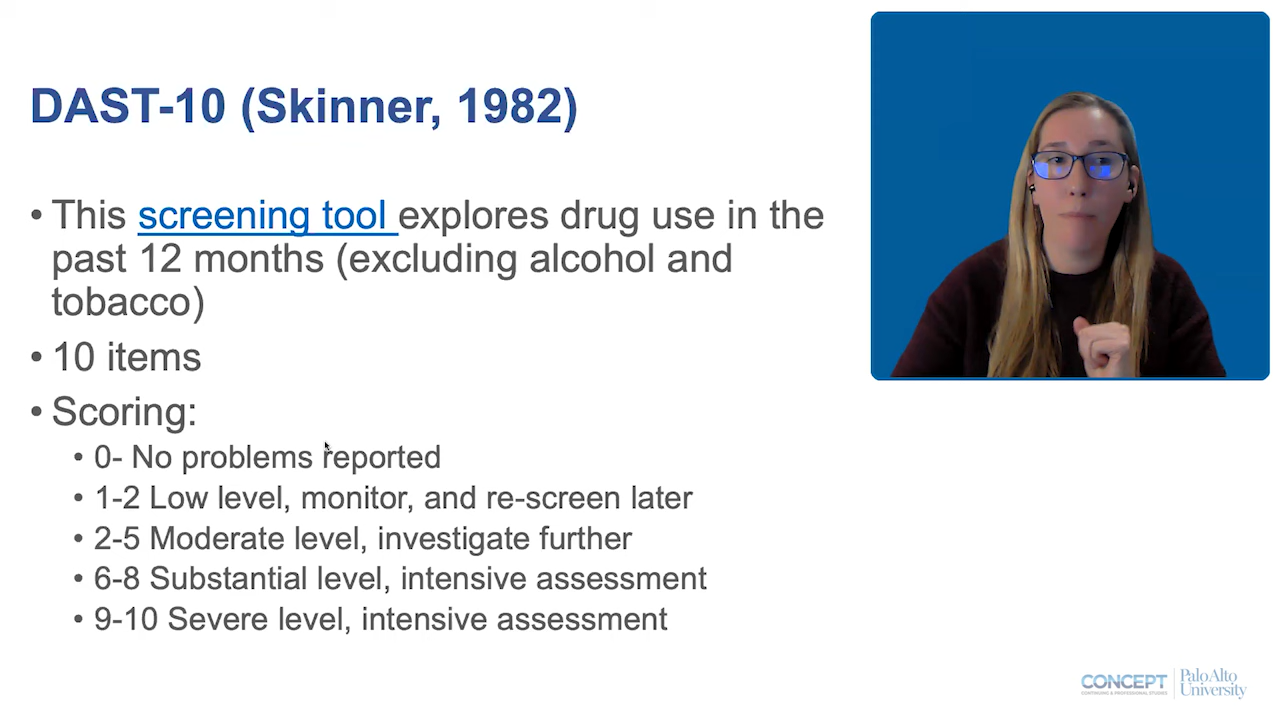 DAST-10 (Skinner, 1982)
• This screening tool explores drug use in the
past 12 months (excluding alcohol and
tobacco)
• 10 items
• Scoring:
• 0- No problems reported
• 1-2 Low level, monitor, and re-screen later
• 2-5 Moderate level, investigate further
• 6-8 Substantial level, intensive assessment
• 9-10 Severe level, intensive assessment
CONCEPT
CONTINUING & PROFESSIONAL STUDIES
Palo Alto
University